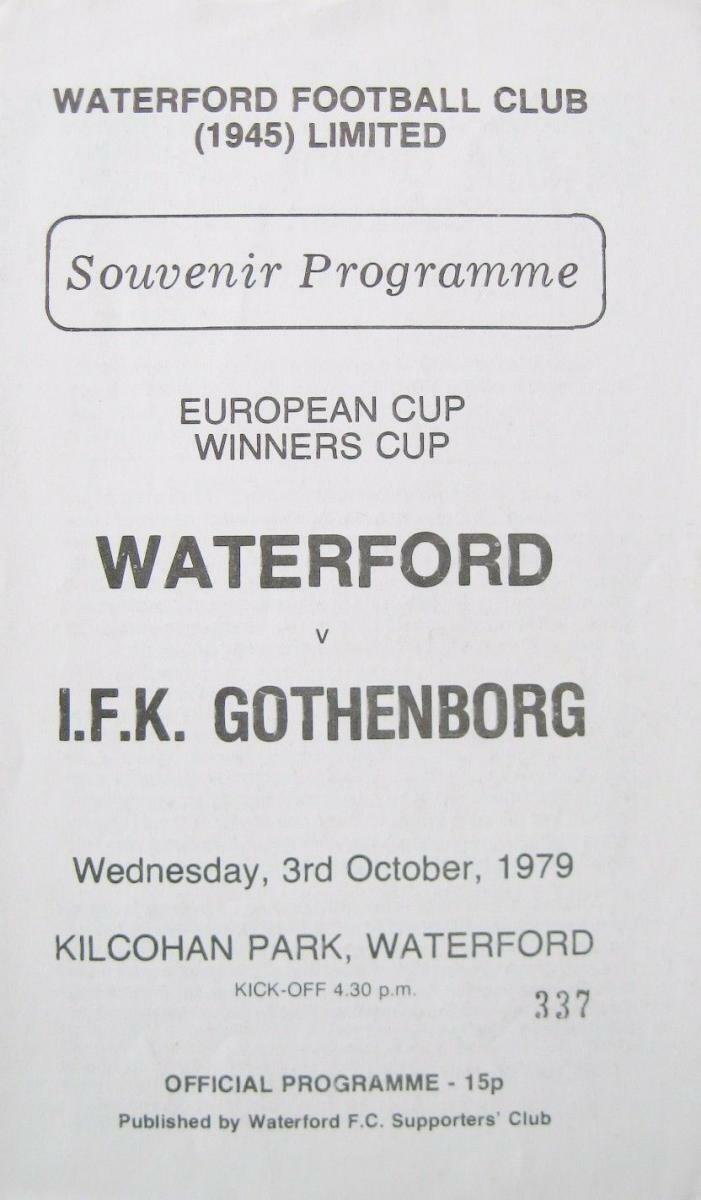 WATERFORD FOOTBALL CLUB
(1945) LIMITED
Souvenir Programme
EUROPEAN CUP
WINNERS CUP
WATERFORD
v
I.F.K. GOTHENBORG
Wednesday, 3rd October, 1979
KILCOHAN PARK, WATERFORD
KICK-OFF 4.30 p.m.
337
OFFICIAL PROGRAMME - 15p
Published by Waterford F.C. Supporters' Club